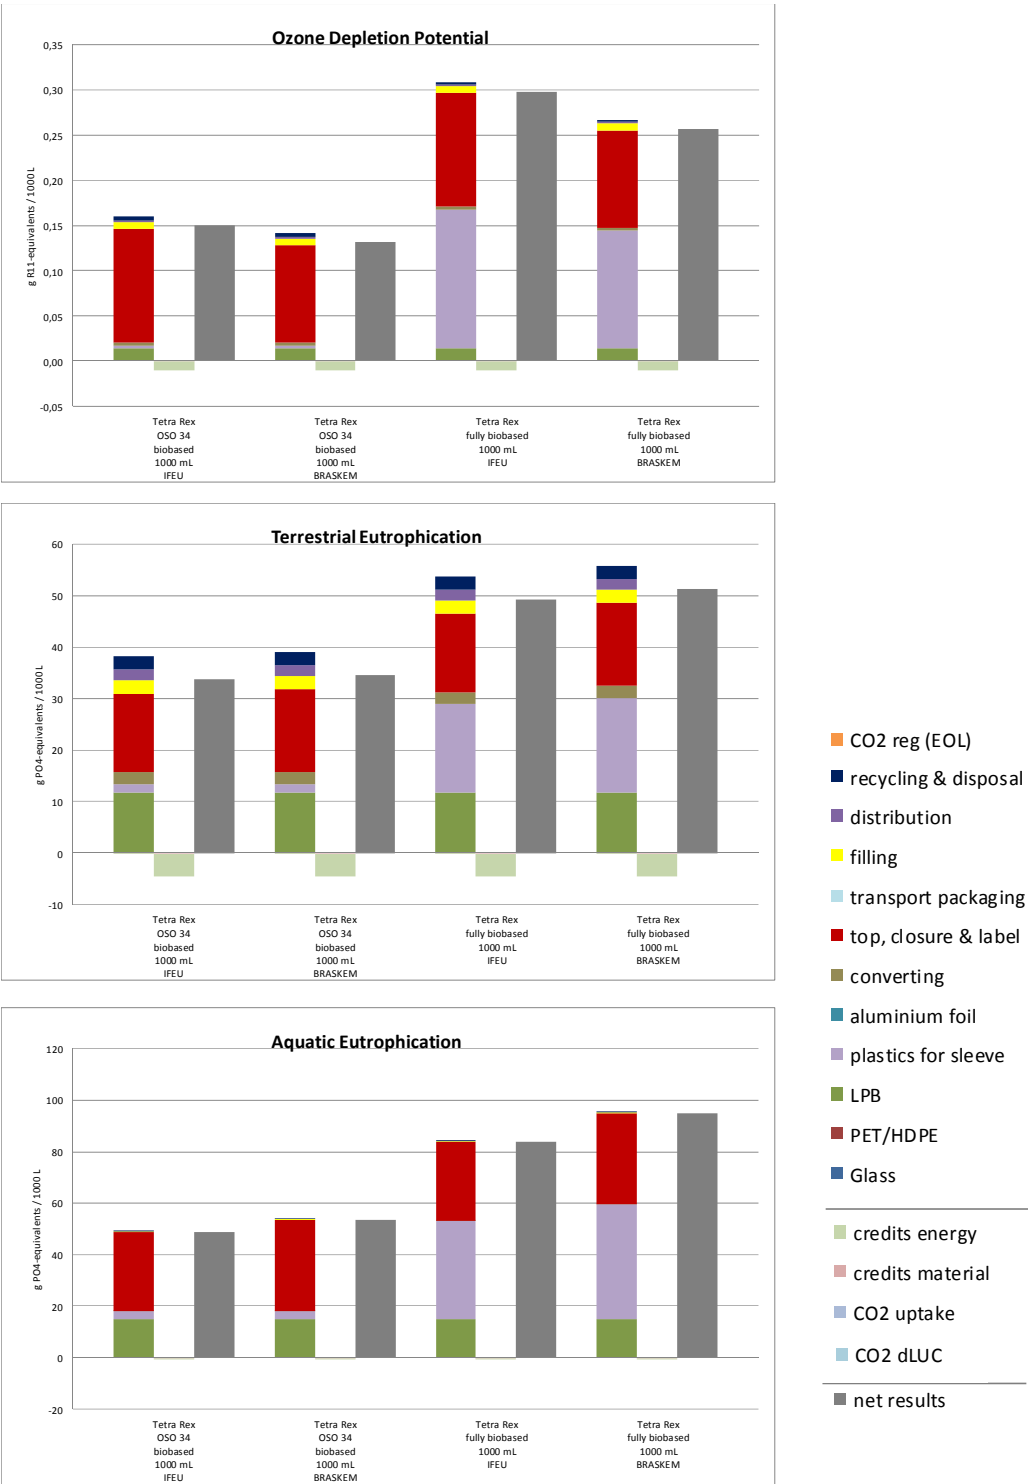 Ozone Depletion Potential
0,35
0,30
0,25
0,20
0,15
0,10
0,05
0,00
-0,05
g R11-equivalents / 1000 L
Tetra Rex
OSO 34
biobased
1000 mL
IFEU
Tetra Rex
OSO 34
biobased
1000 mL
BRASKEM
Tetra Rex
fully biobased
1000 mL
IFEU
Tetra Rex
fully biobased
1000 mL
BRASKEM
Terrestrial Eutrophication
60
50
40
30
20
10
0
-10
g PO4-equivalents / 1000 L
Tetra Rex
OSO 34
biobased
1000 mL
IFEU
Tetra Rex
OSO 34
biobased
1000 mL
BRASKEM
Tetra Rex
fully biobased
1000 mL
IFEU
Tetra Rex
fully biobased
1000 mL
BRASKEM
Aquatic Eutrophication
120
100
80
60
40
20
0
-20
g PO4-equivalents / 1000 L
Tetra Rex
OSO 34
biobased
1000 mL
IFEU
Tetra Rex
OSO 34
biobased
1000 mL
BRASKEM
Tetra Rex
fully biobased
1000 mL
IFEU
Tetra Rex
fully biobased
1000 mL
BRASKEM
CO2 reg (EOL)
recycling & disposal
distribution
filling
transport packaging
top, closure & label
converting
aluminium foil
plastics for sleeve
LPB
PET/HDPE
Glass
credits energy
credits material
CO2 uptake
CO2 dLUC
net results